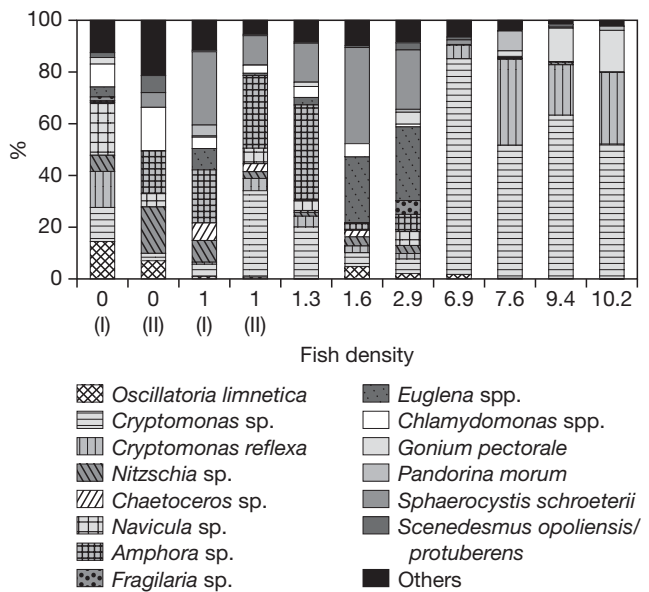 100
80
60
40
20
0
%
0 0 1 1 1.3 1.6 2.9 6.9 7.6 9.4 10.2
(I) (II) (I) (II)
Fish density
Oscillatoria limnetica
Cryptomonas sp.
Cryptomonas reflexa
Nitzschia sp.
Chaetoceros sp.
Navicula sp.
Amphora sp.
Fragilaria sp.
Euglena spp.
Chlamydomonas spp.
Gonium pectorale
Pandorina morum
Sphaerocystis schroeterii
Scenedesmus opoliensis/
protuberens
Others